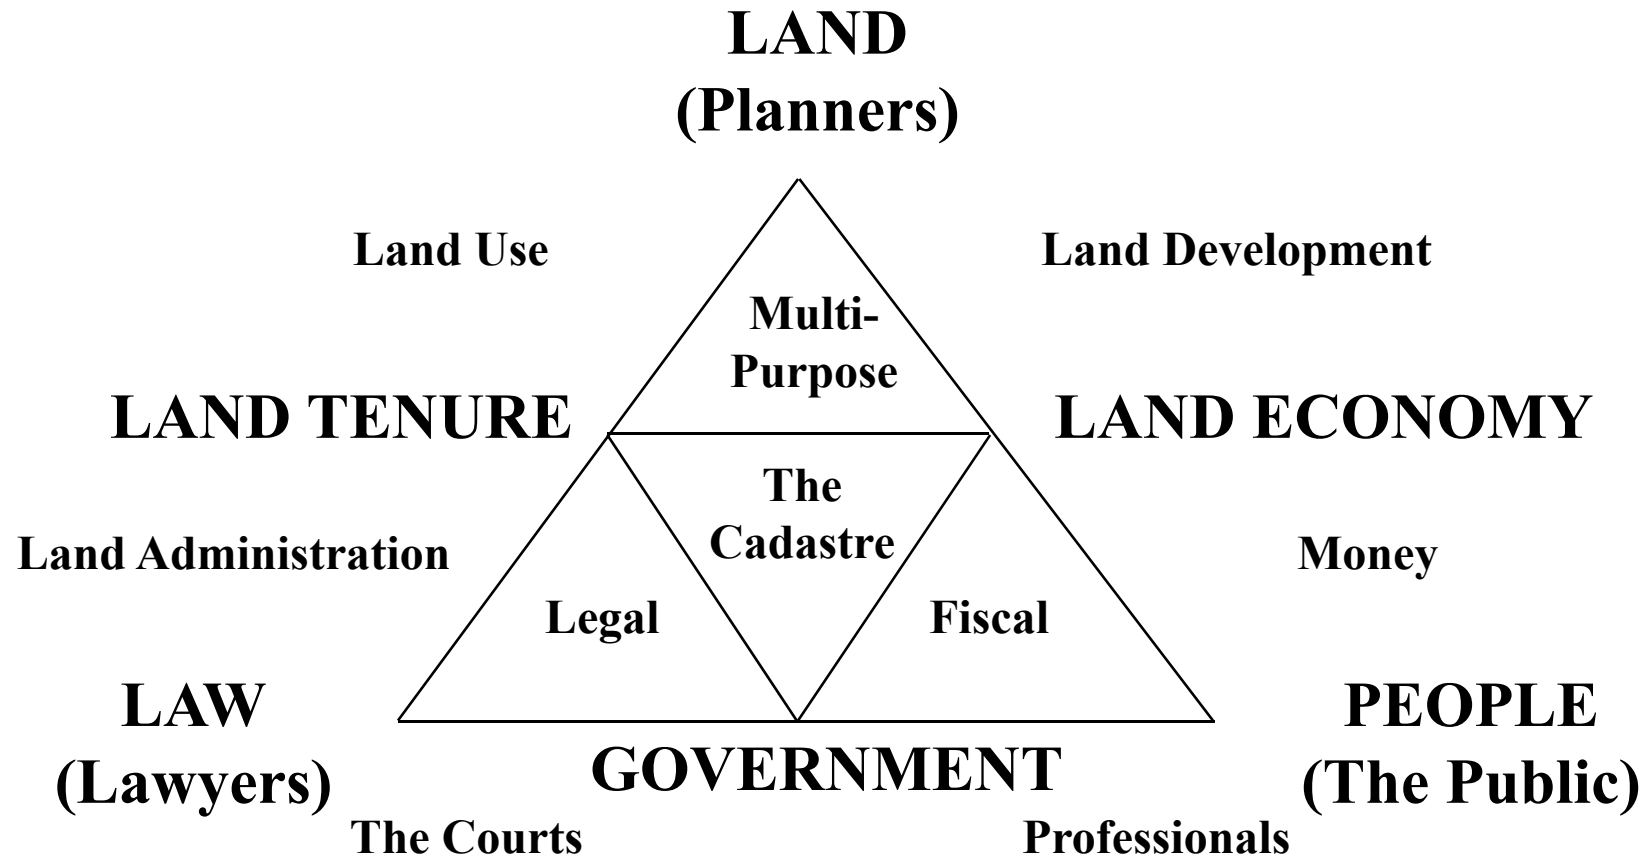 LAND
(Planners)
Land Use
Land Development
Multi-
Purpose
LAND TENURE
LAND ECONOMY
The
Cadastre
Land Administration
Money
Legal
Fiscal
LAW
(Lawyers)
PEOPLE
(The Public)
GOVERNMENT
The Courts
Professionals